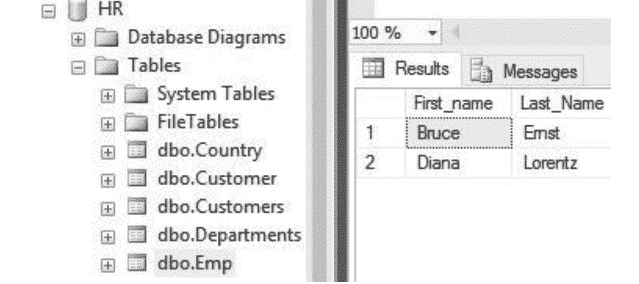 HR
Database Diagrams
Tables
System Tables
FileTables
dbo.Country
dbo.Customer
dbo.Customers
dbo.Departments
dbo.Emp
100 %
Results Messages
First_name Last_Name
1 Bruce Ernst
2 Diana Lorentz